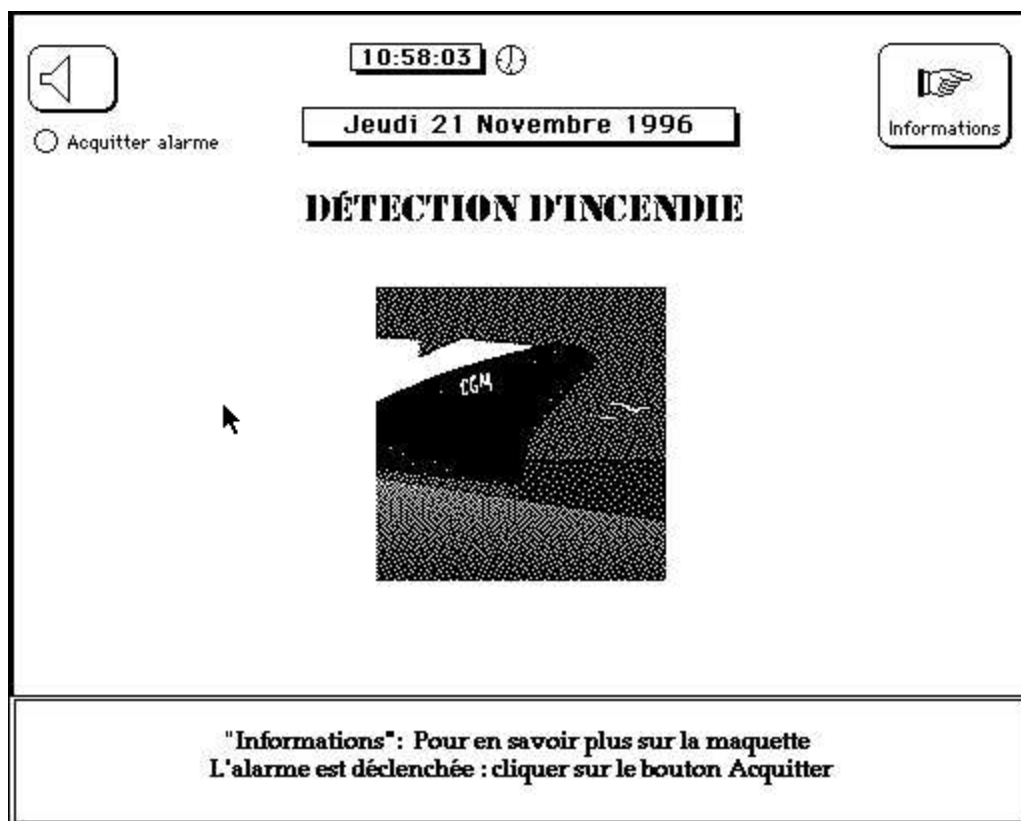 10:58:03
Jeudi 21 Novembre 1996
Acquitter alarme
Informations
DÉTECTION D'INCENDIE
CGM
"Informations": Pour en savoir plus sur la maquette
L'alarme est déclenchée : cliquer sur le bouton Acquitter